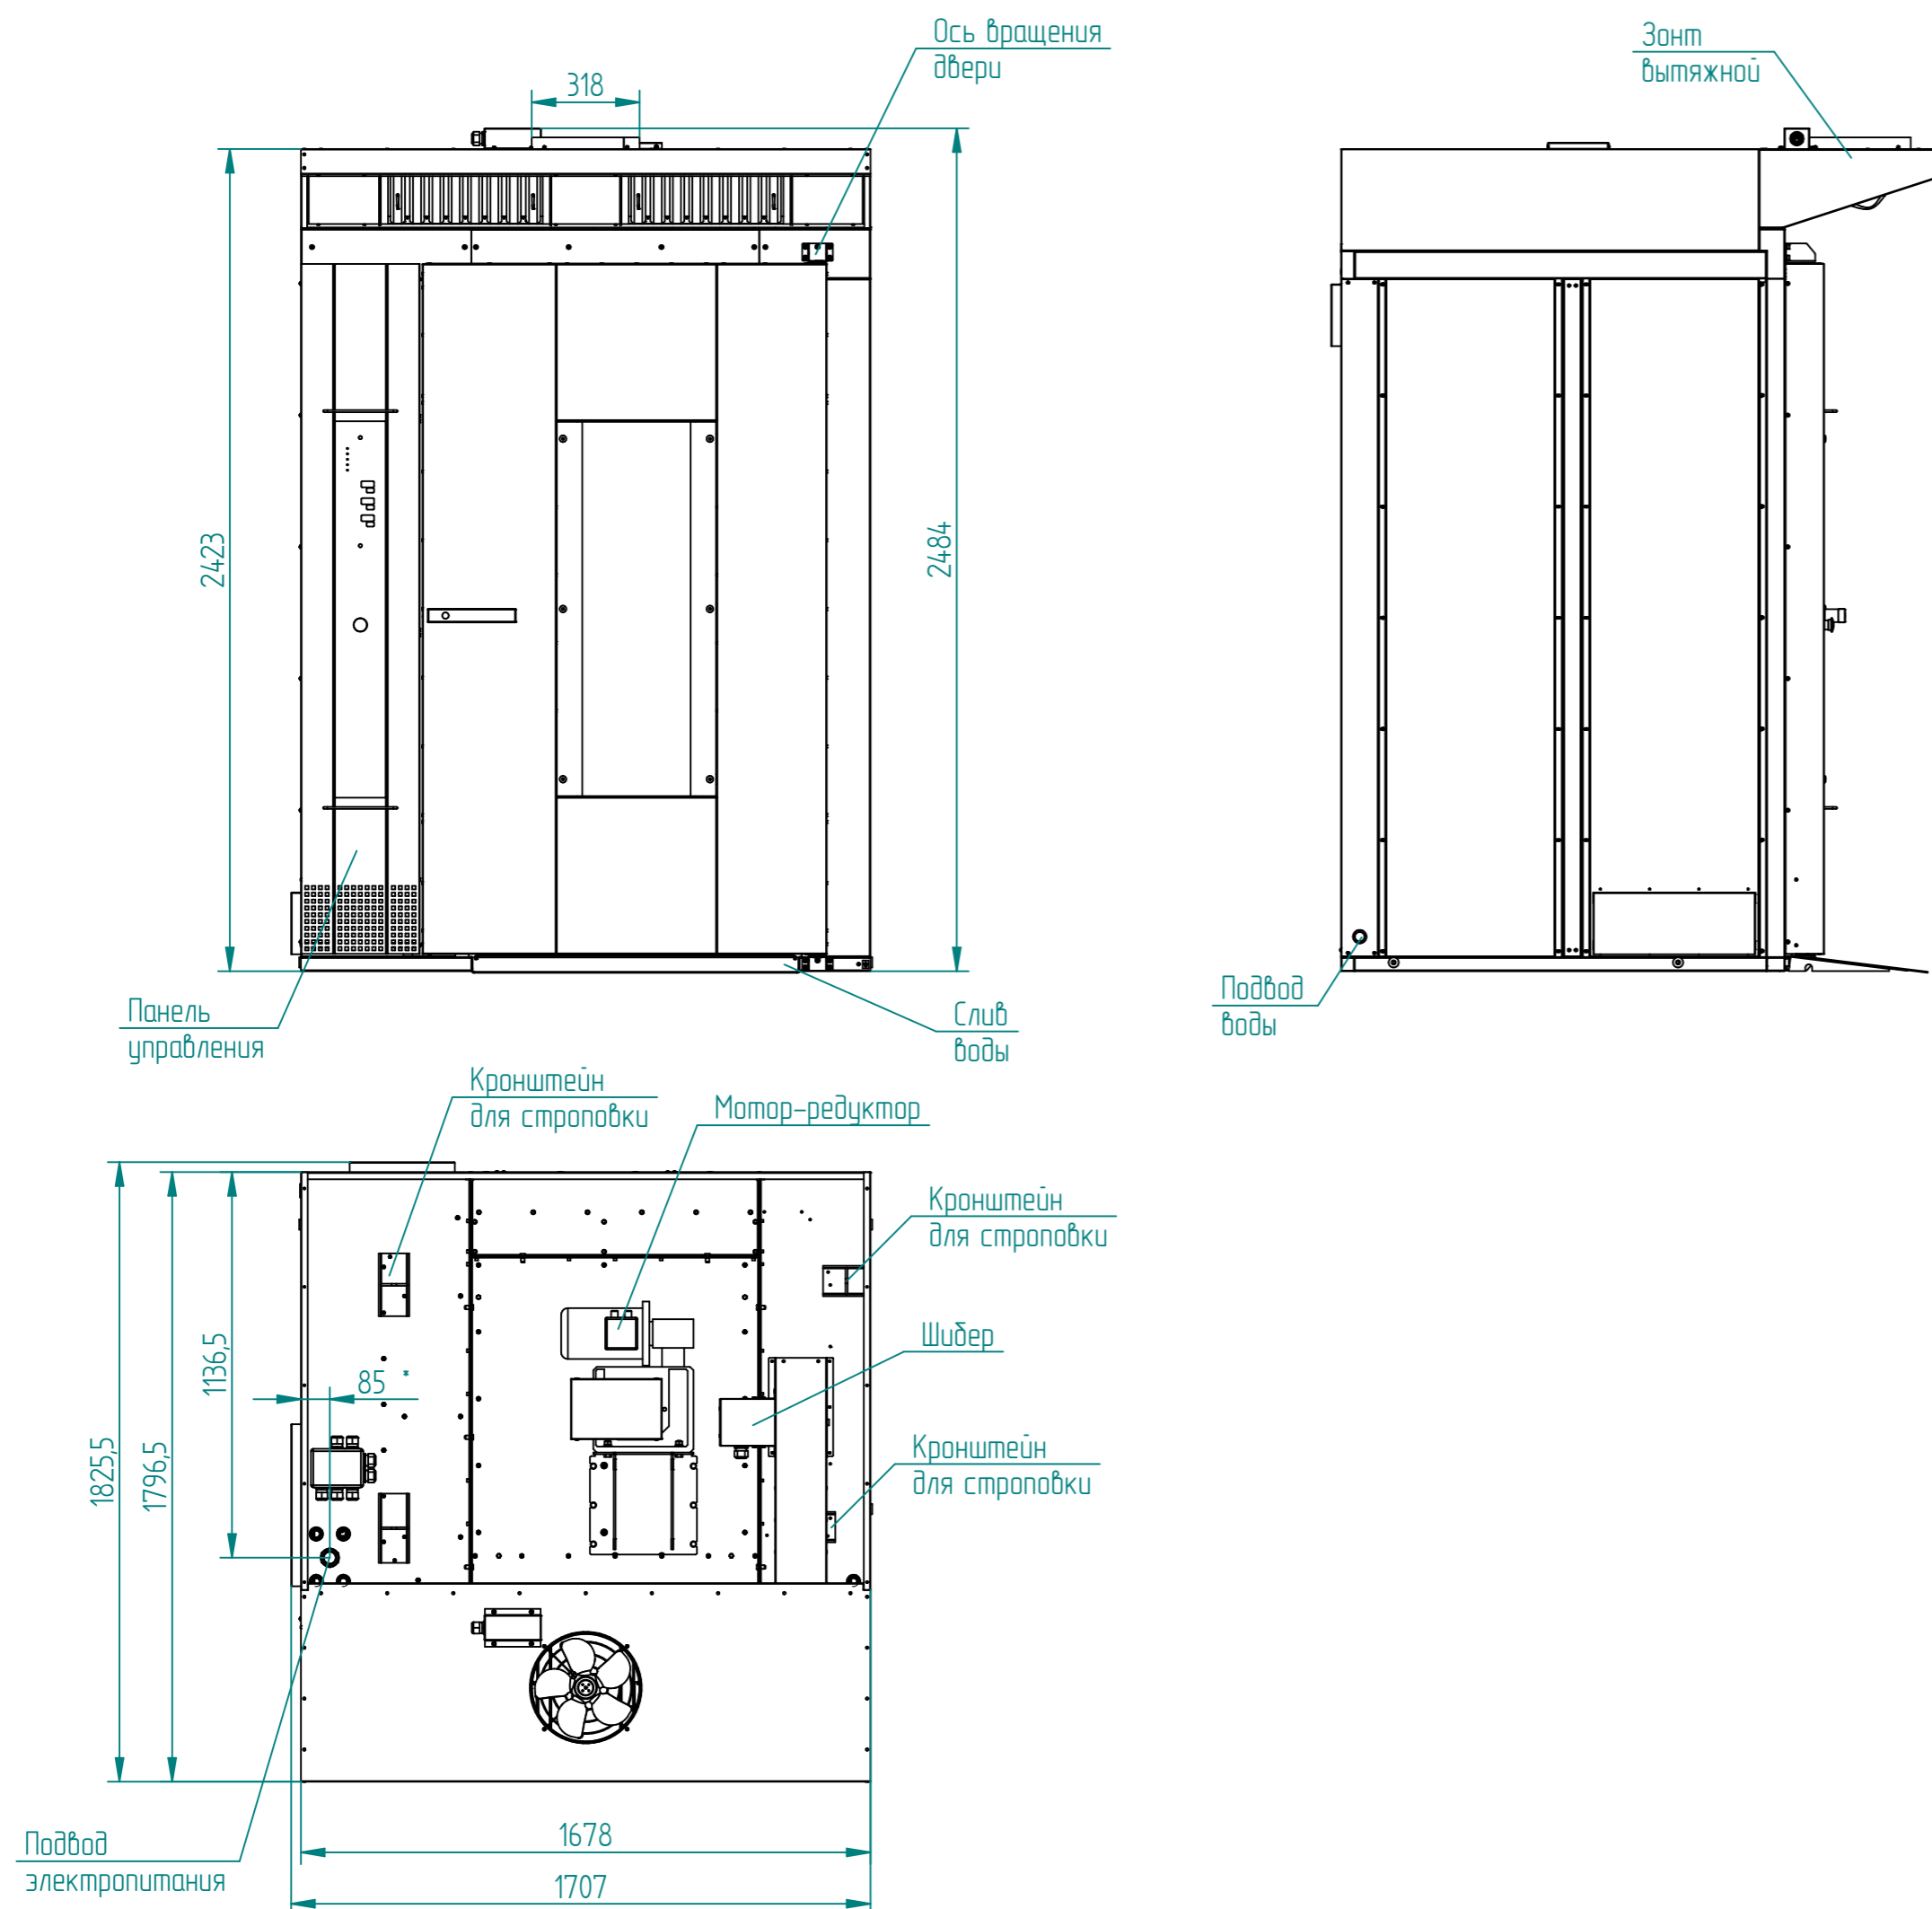 Ось вращения
двери
Зонт
вытяжной
318
2423
2484
Панель
управления
Слив
воды
Подвод
воды
Кронштейн
для строповки
Мотор-редуктор
Кронштейн
для строповки
Шибер
1136,5
85 *
1825,5
1796,5
Кронштейн
для строповки
Подвод
электропитания
1678
1707